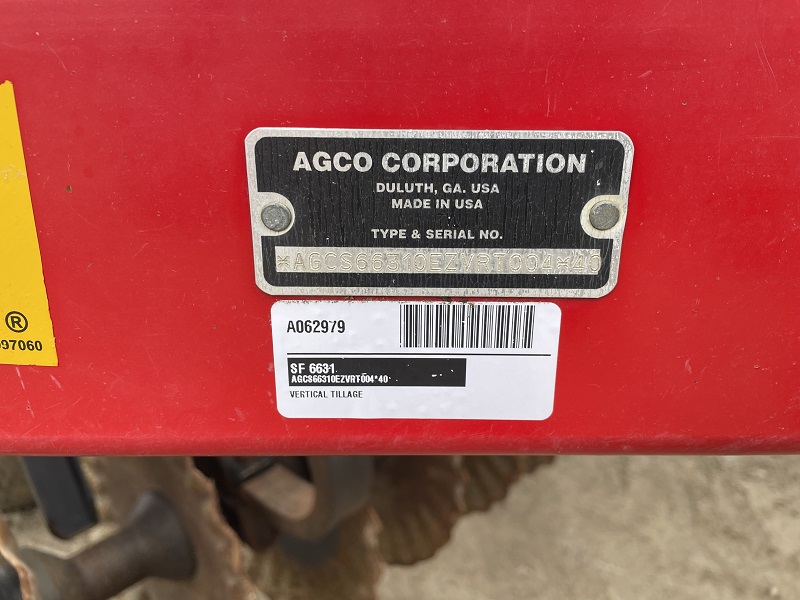 AGCO CORPORATION
DULUTH, GA. USA
MADE IN USA
TYPE & SERIAL NO.
*AGCS66310EZVRT004*40
A062979
SF 6631
AGCS66310EZVRT004*40
VERTICAL TILLAGE
®
097060